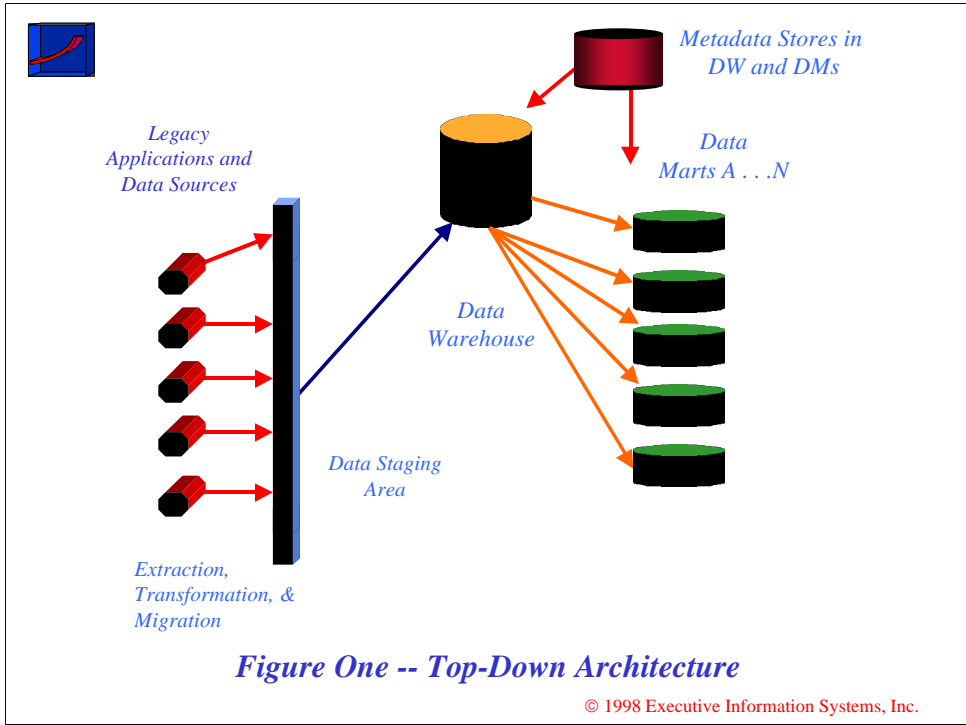 Metadata Stores in
DW and DMs
Legacy
Applications and
Data Sources
Data
Marts A . . .N
Data
Warehouse
Data Staging
Area
Extraction,
Transformation, &
Migration
Figure One -- Top-Down Architecture
© 1998 Executive Information Systems, Inc.